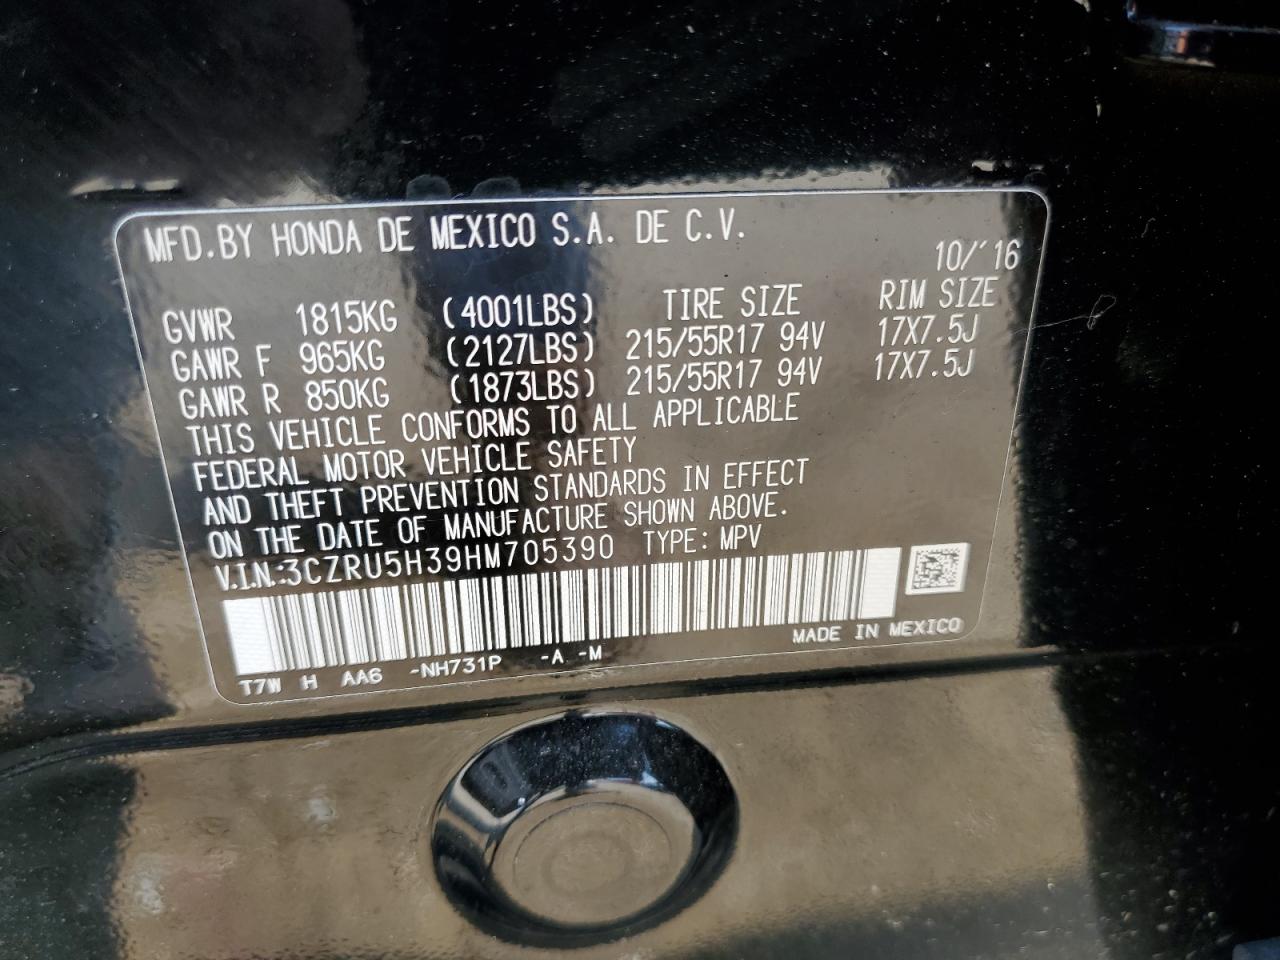 MFD.BY HONDA DE MEXICO S.A. DE C.V.
10/'16
GVWR 1815KG (4001LBS) TIRE SIZE RIM SIZE
GAWR F 965KG (2127LBS) 215/55R17 94V 17X7.5J
GAWR R 850KG (1873LBS) 215/55R17 94V 17X7.5J
THIS VEHICLE CONFORMS TO ALL APPLICABLE
FEDERAL MOTOR VEHICLE SAFETY
AND THEFT PREVENTION STANDARDS IN EFFECT
ON THE DATE OF MANUFACTURE SHOWN ABOVE.
V.I.N.:3CZRU5H39HM705390 TYPE: MPV
MADE IN MEXICO
T7W H AA6 -NH731P -A -M